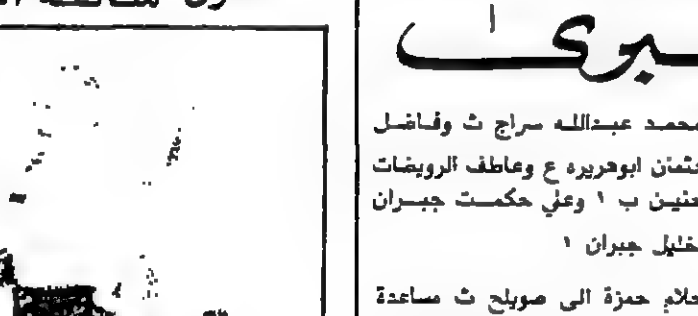 محمد عبدالله سراج ث وفاضل
عثمان ابوهريره ع وعاطف الرويضات
حنين ب ١ وعلي حكمت جبران
خليل جبران ١
حلام حمزة الى صويلح ث مساعدة